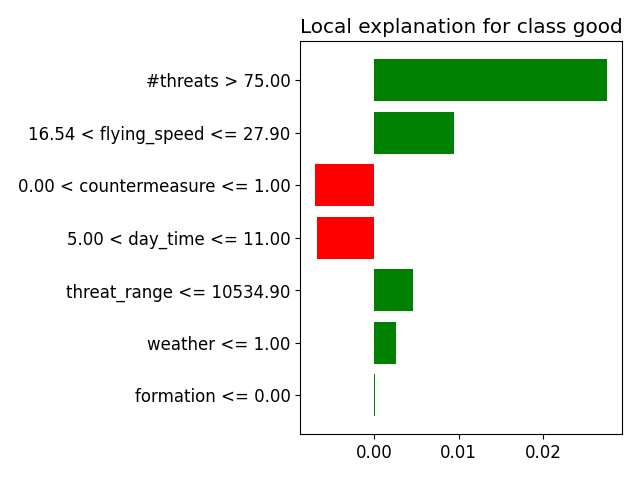 Local explanation for class good
#threats > 75.00
16.54 < flying_speed <= 27.90
0.00 < countermeasure <= 1.00
5.00 < day_time <= 11.00
threat_range <= 10534.90
weather <= 1.00
formation <= 0.00
0.00 0.01 0.02